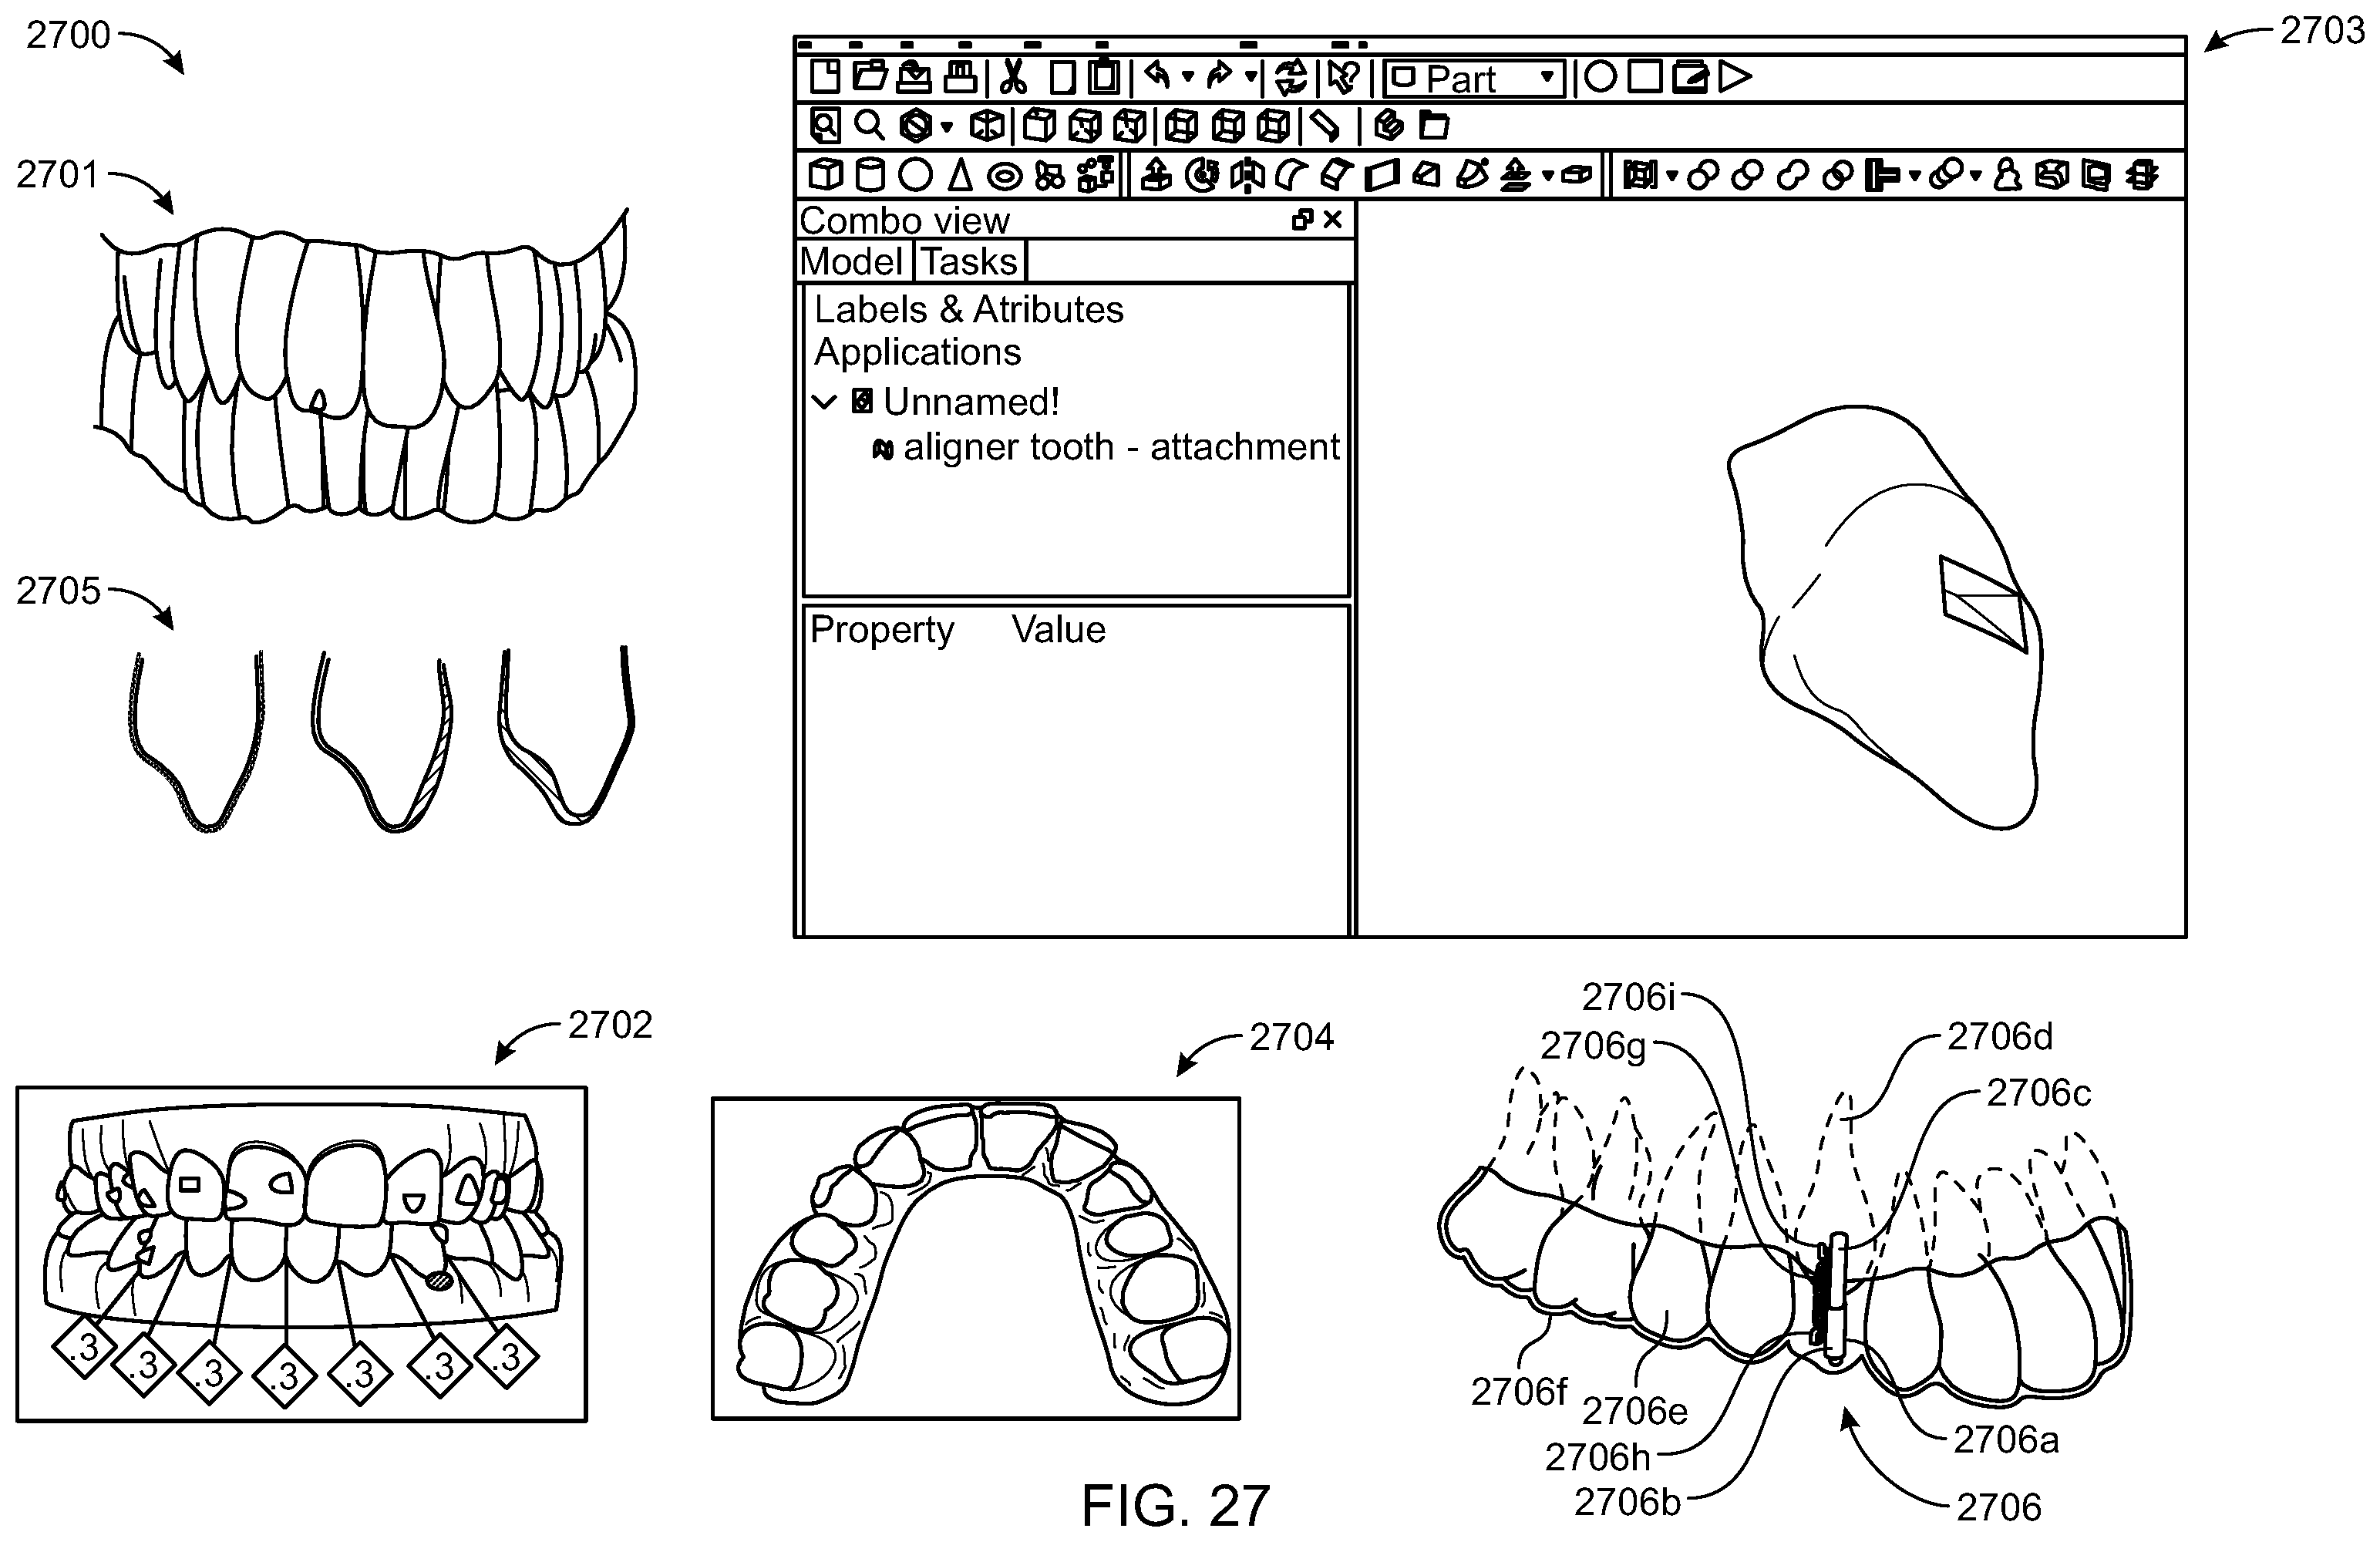 2700
2703
Part
2701
Combo view
Model Tasks
Labels & Atributes
Applications
Unnamed!
aligner tooth - attachment
2705
Property Value
2706i
2702
2704
2706g
2706d
2706c
.3 .3 .3 .3 .3 .3 .3
2706f
2706e
2706h
2706a
2706b
2706
FIG. 27